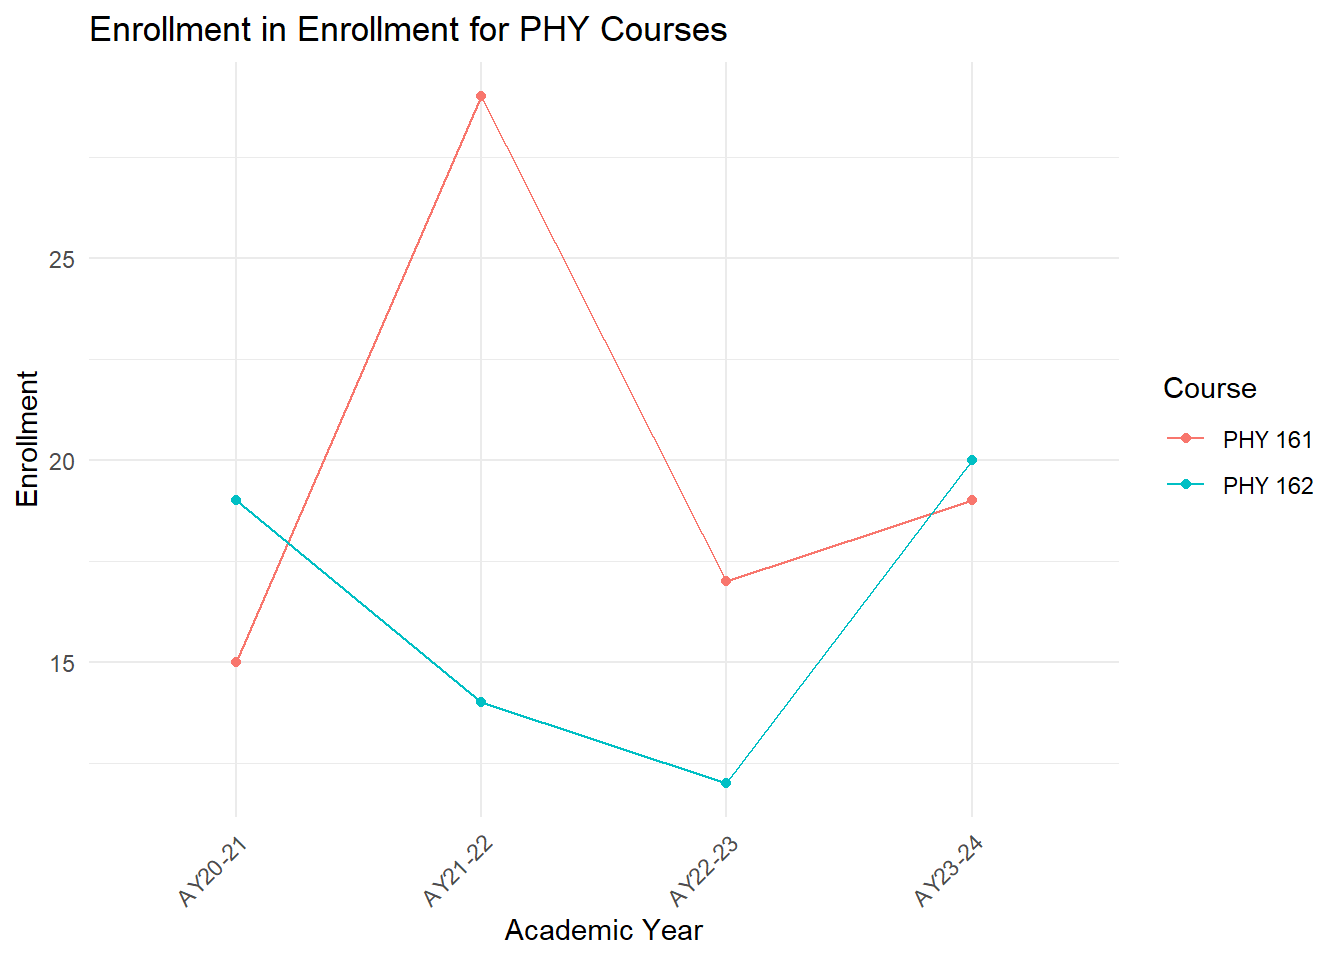 Enrollment in Enrollment for PHY Courses
Enrollment
25
20
15
AY20-21
AY21-22
AY22-23
AY23-24
Academic Year
Course
PHY 161
PHY 162